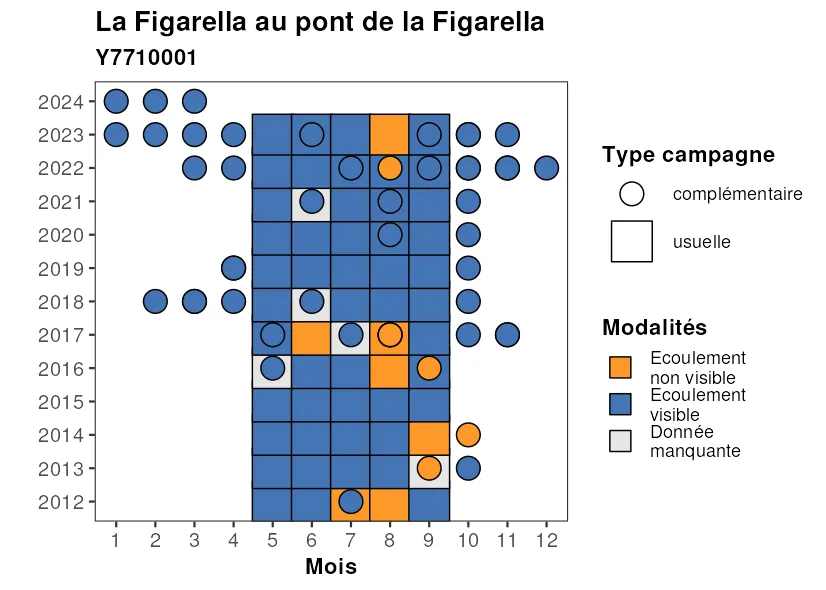 La Figarella au pont de la Figarella
Y7710001
2024
2023
2022
2021
2020
2019
2018
2017
2016
2015
2014
2013
2012
1 2 3 4 5 6 7 8 9 10 11 12
Mois
Type campagne
complémentaire
usuelle
Modalités
Ecoulement
non visible
Ecoulement
visible
Donnée
manquante